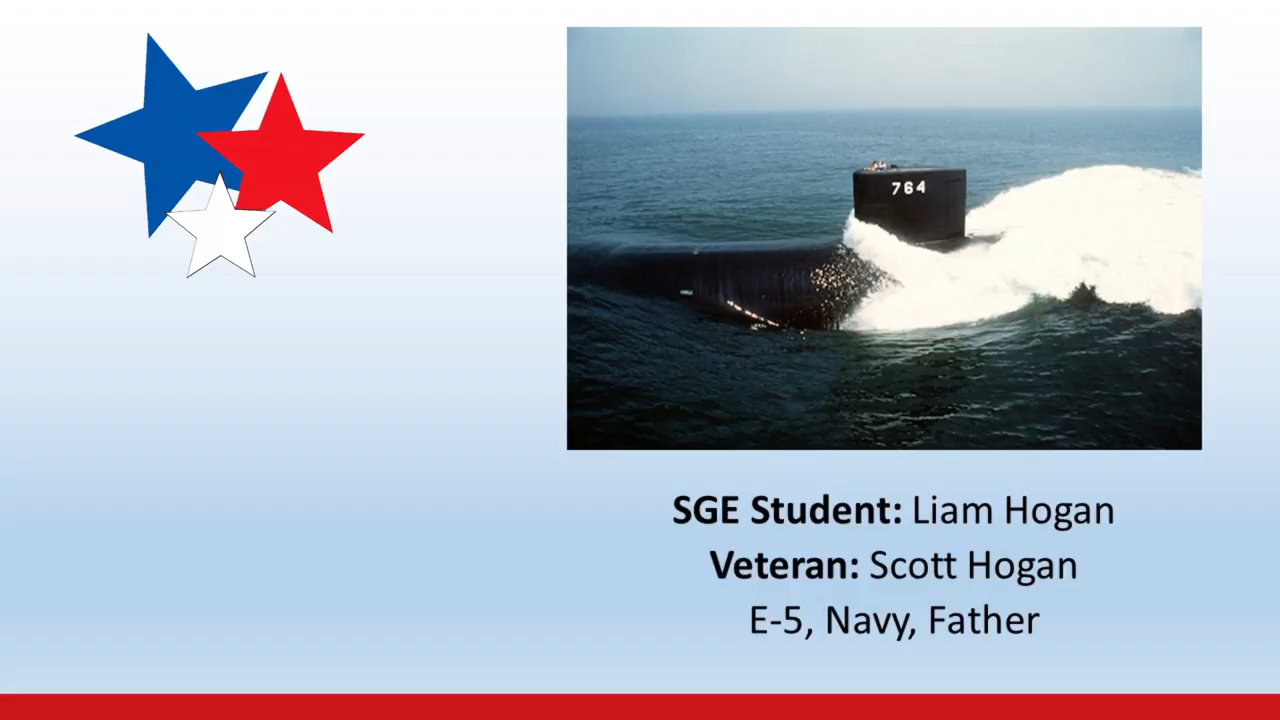 764
SGE Student: Liam Hogan
Veteran: Scott Hogan
E-5, Navy, Father